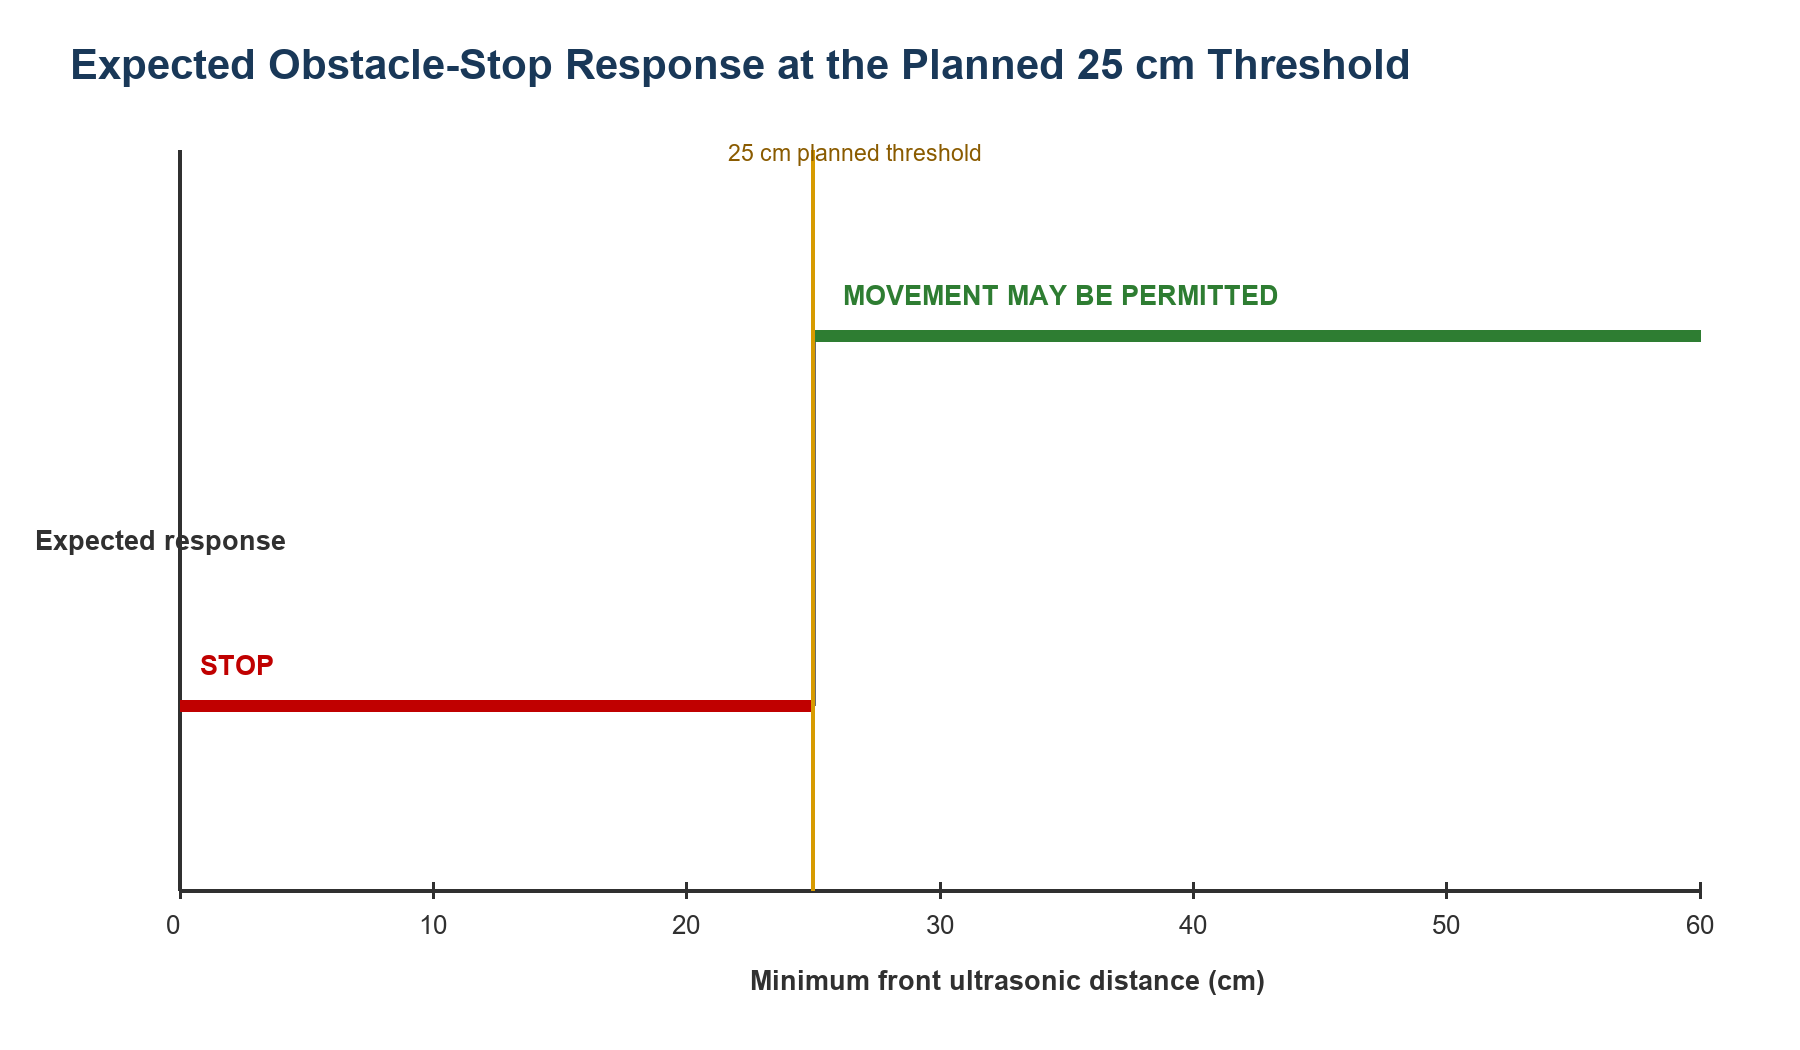 Expected Obstacle-Stop Response at the Planned 25 cm Threshold
25 cm planned threshold
MOVEMENT MAY BE PERMITTED
Expected response
STOP
0 10 20 30 40 50 60
Minimum front ultrasonic distance (cm)